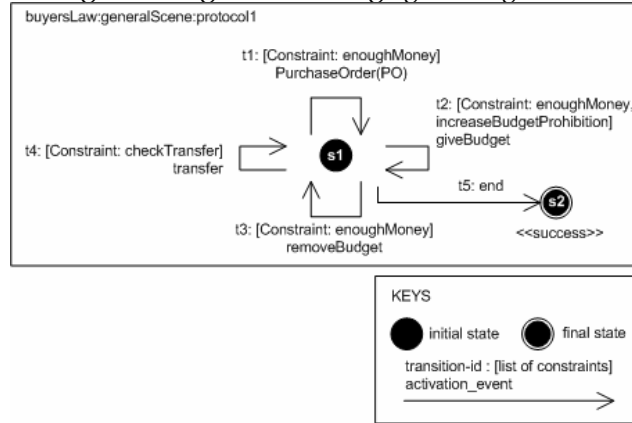 buyersLaw:generalScene:protocol1
t1: [Constraint: enoughMoney]
PurchaseOrder(PO)
t2: [Constraint: enoughMoney,
increaseBudgetProhibition]
giveBudget
t4: [Constraint: checkTransfer]
transfer
s1
t5: end
s2
<<success>>
t3: [Constraint: enoughMoney]
removeBudget
KEYS
initial state
final state
transition-id : [list of constraints]
activation_event